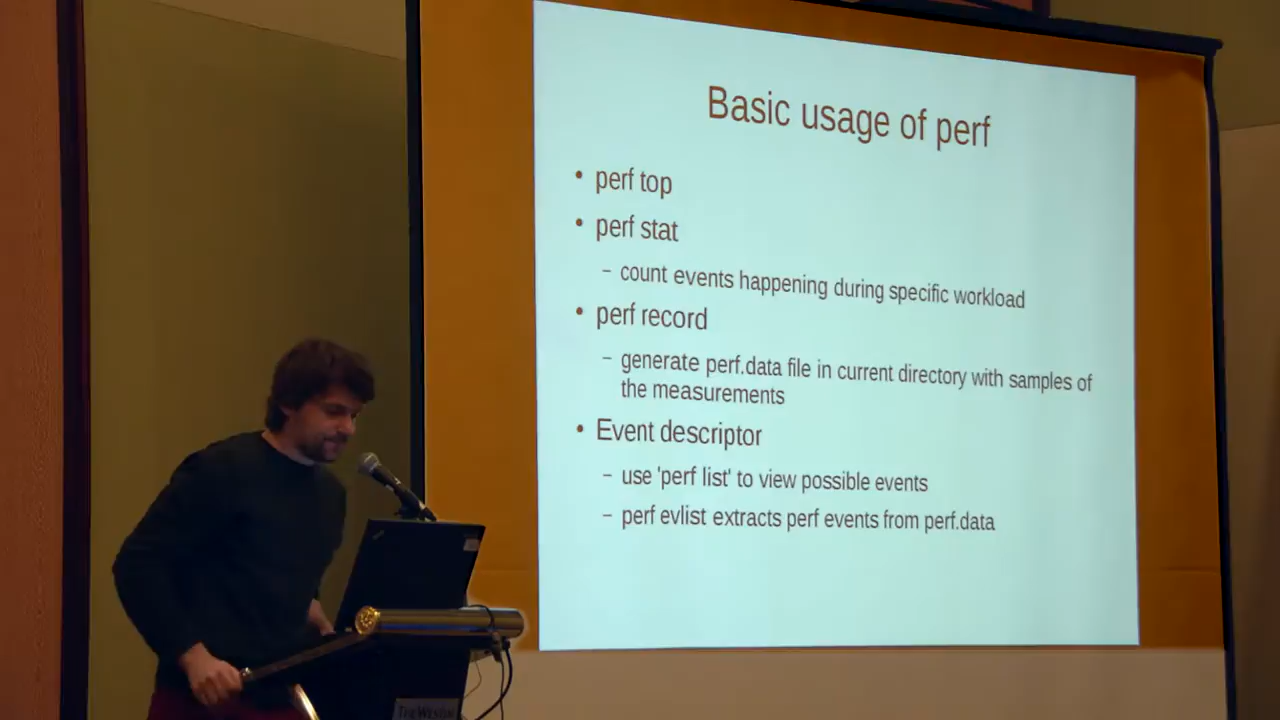 Basic usage of perf
• perf top
• perf stat
– count events happening during specific workload
• perf record
– generate perf.data file in current directory with samples of
the measurements
• Event descriptor
– use 'perf list' to view possible events
– perf evlist extracts perf events from perf.data
THE WESTIN